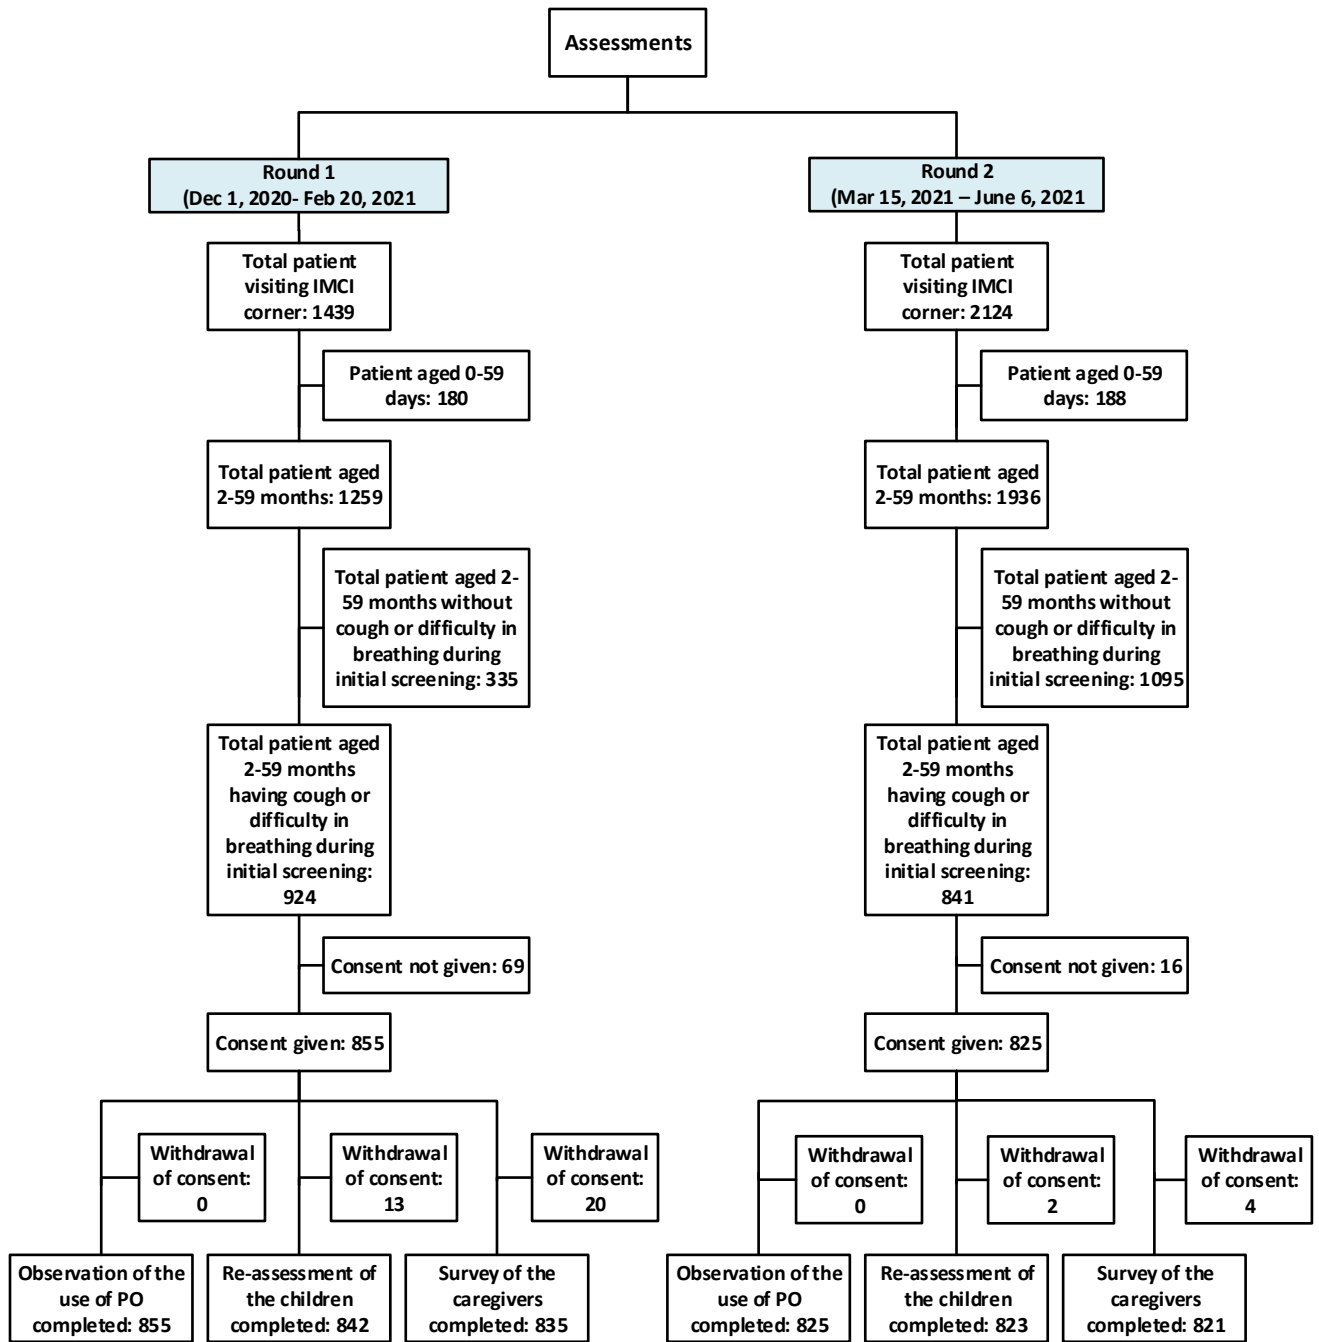 Assessments
Round 1
(Dec 1, 2020- Feb 20, 2021
Total patient
visiting IMCI
corner: 1439
Patient aged 0-59
days: 180
Total patient aged
2-59 months: 1259
Total patient aged 2-
59 months without
cough or difficulty in
breathing during
initial screening: 335
Total patient aged
2-59 months
having cough or
difficulty in
breathing during
initial screening:
924
Consent not given: 69
Consent given: 855
Withdrawal
of consent:
0
Withdrawal
of consent:
13
Withdrawal
of consent:
20
Observation of the
use of PO
completed: 855
Re-assessment of
the children
completed: 842
Survey of the
caregivers
completed: 835
Round 2
(Mar 15, 2021 – June 6, 2021
Total patient
visiting IMCI
corner: 2124
Patient aged 0-59
days: 188
Total patient aged
2-59 months: 1936
Total patient aged 2-
59 months without
cough or difficulty in
breathing during
initial screening: 1095
Total patient aged
2-59 months
having cough or
difficulty in
breathing during
initial screening:
841
Consent not given: 16
Consent given: 825
Withdrawal
of consent:
0
Withdrawal
of consent:
2
Withdrawal
of consent:
4
Observation of the
use of PO
completed: 825
Re-assessment of
the children
completed: 823
Survey of the
caregivers
completed: 821